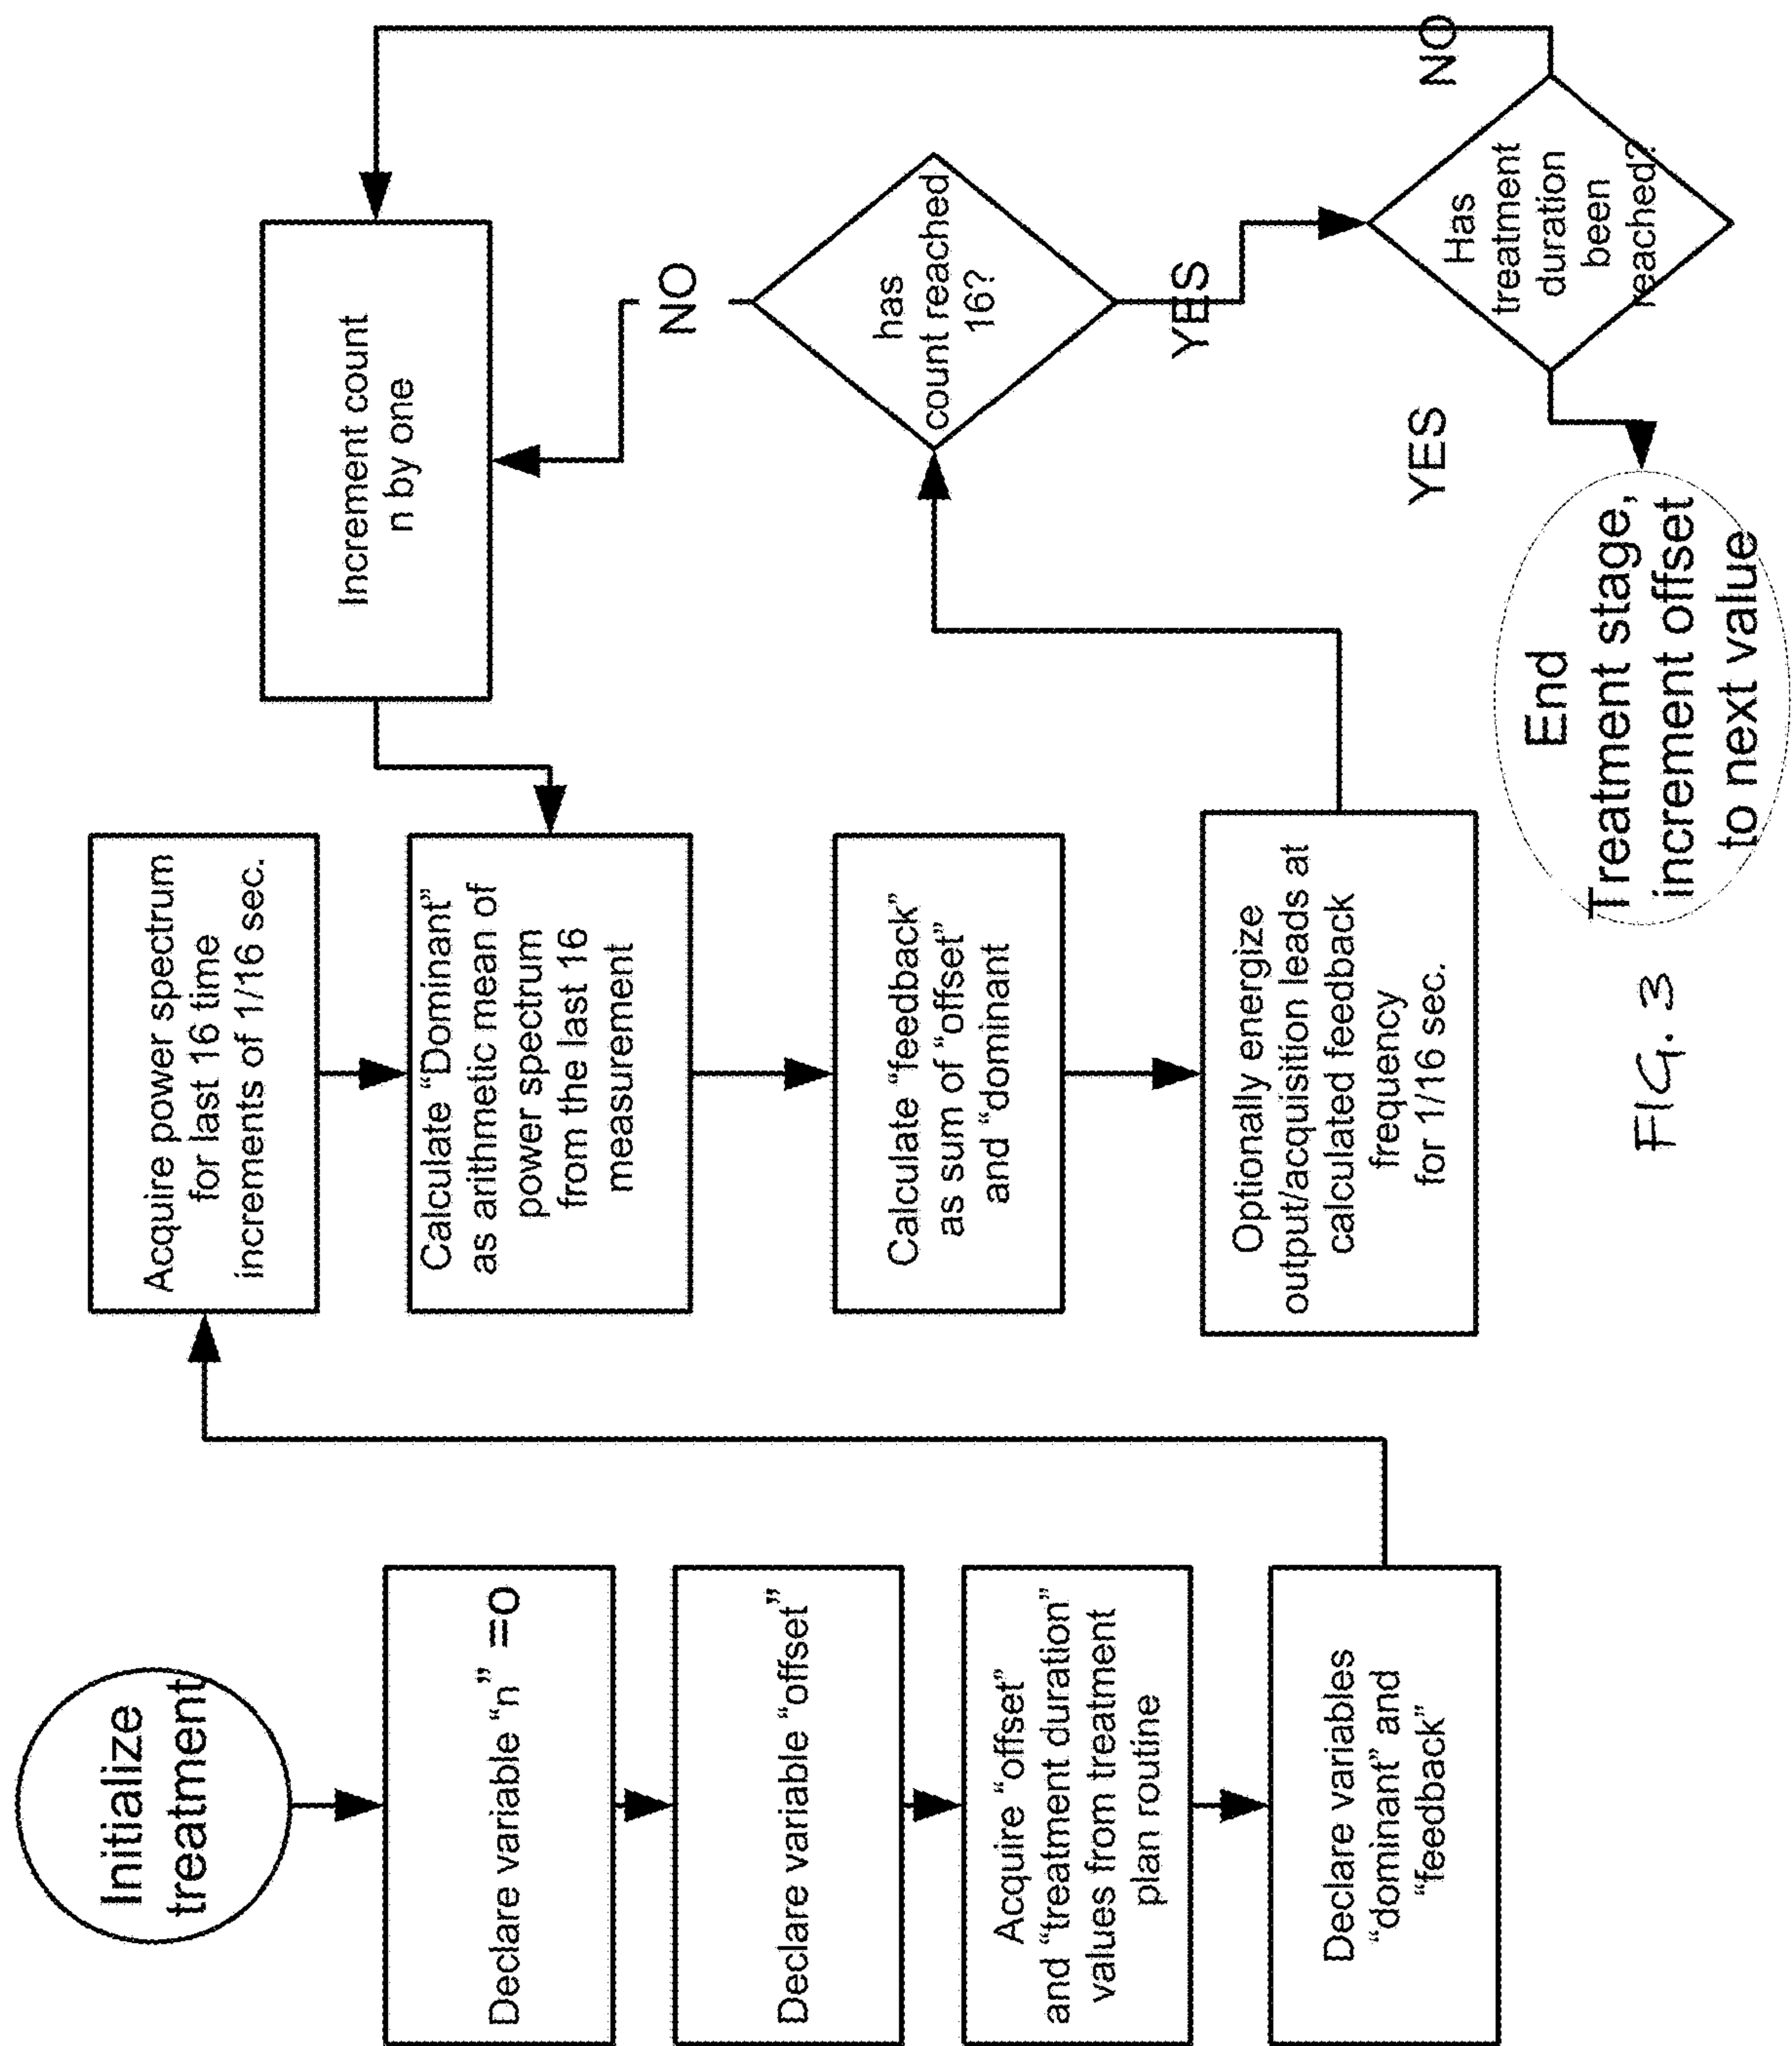 Initialize
treatment
Declare variable “n” =0
Declare variable “offset”
Acquire “offset”
and “treatment duration”
values from treatment
plan routine
Declare variables
“dominant” and
“feedback”
Acquire power spectrum
for last 16 time
increments of 1/16 sec.
Calculate “Dominant”
as arithmetic mean of
power spectrum
from the last 16
measurement
Calculate “feedback”
as sum of “offset”
and “dominant
Optionally energize
output/acquisition leads at
calculated feedback
frequency
for 1/16 sec.
Increment count
n by one
NO
has
count reached
16?
YES
Has
treatment
duration
been
reached?
NO
YES
End
Treatment stage,
increment offset
to next value
FIG. 3